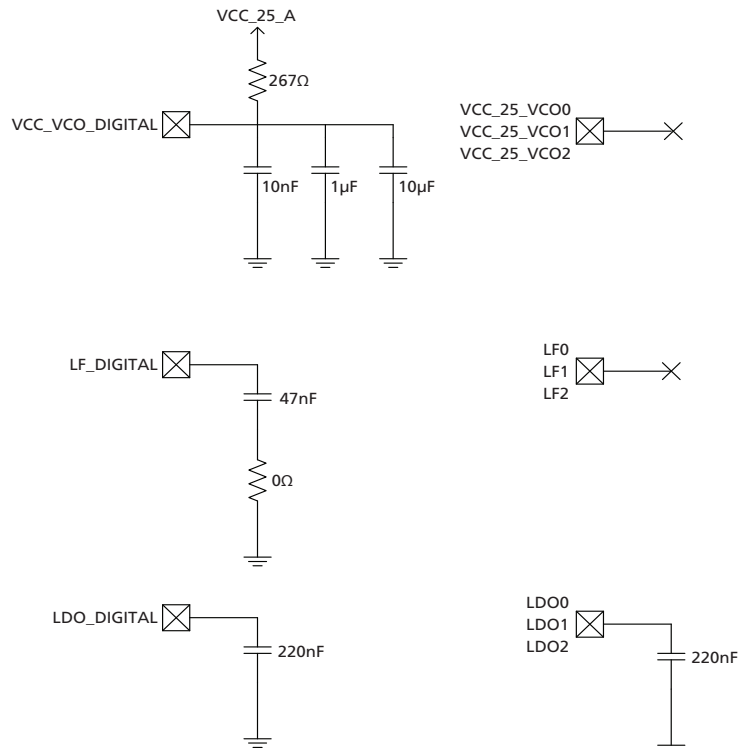 VCC_25_A
267Ω
VCC_VCO_DIGITAL
10nF
1µF
10µF
VCC_25_VCO0
VCC_25_VCO1
VCC_25_VCO2
LF_DIGITAL
47nF
0Ω
LF0
LF1
LF2
LDO_DIGITAL
220nF
LDO0
LDO1
LDO2
220nF